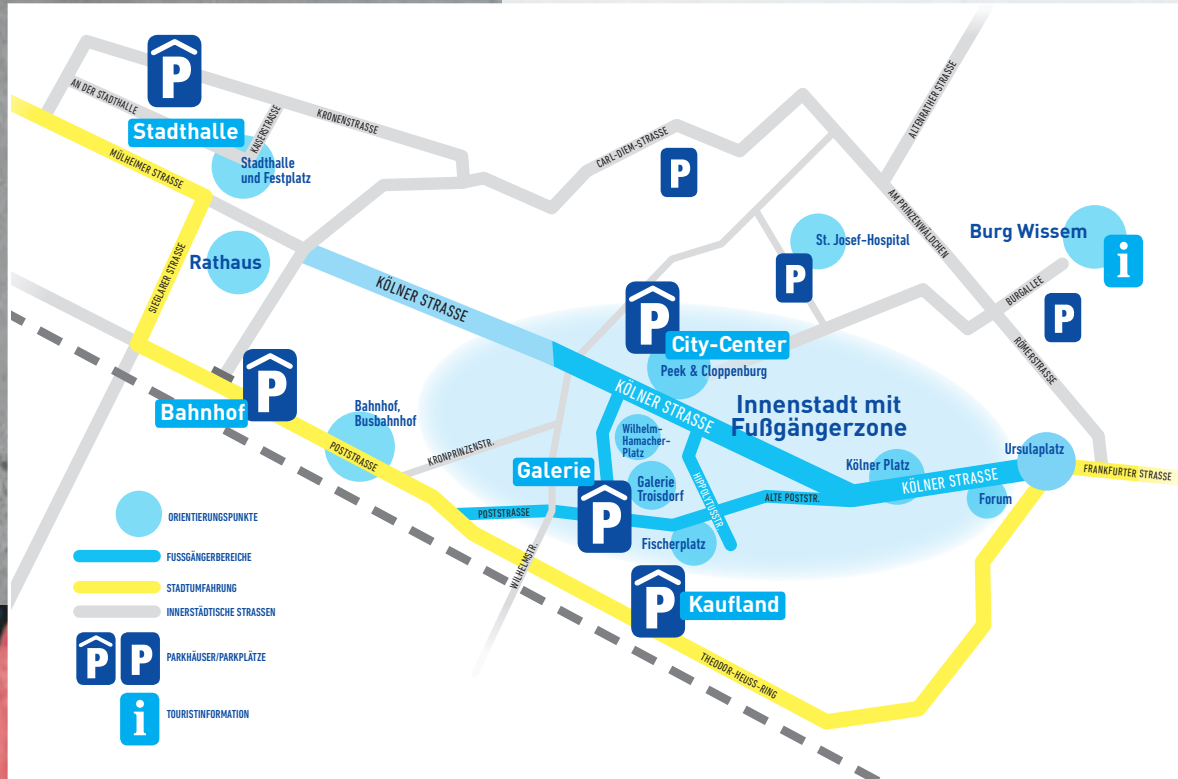 P
AN DER STADTHALLE
Stadthalle
KAISERSTRASSE
KRONENSTRASSE
Stadthalle
und Festplatz
MÜLHEIMER STRASSE
SIEGLARER STRASSE
Rathaus
KÖLNER STRASSE
CARL-DIEM-STRASSE
P
ALTENRATHER STRASSE
AM PRINZENWÄLDCHEN
St. Josef-Hospital
P
Burg Wissem
i
BURGALLEE
P
RÖMERSTRASSE
P
City-Center
Peek & Cloppenburg
KÖLNER STRASSE
Innenstadt mit
Fußgängerzone
P
Bahnhof
Bahnhof,
Busbahnhof
POSTSTRASSE
KRONPRINZENSTR.
Wilhelm-
Hamacher-
Platz
Galerie
P
Galerie
Troisdorf
HIPPOLYTUSSTR.
POSTSTRASSE
ALTE POSTSTR.
Kölner Platz
KÖLNER STRASSE
Ursulaplatz
FRANKFURTER STRASSE
Forum
Fischerplatz
WILHELMSTR.
P
Kaufland
THEODOR-HEUSS-RING
ORIENTIERUNGSPUNKTE
FUSSGÄNGERBEREICHE
STADTUMFAHRUNG
INNERSTÄDTISCHE STRASSEN
P P PARKHÄUSER/PARKPLÄTZE
i TOURISTINFORMATION